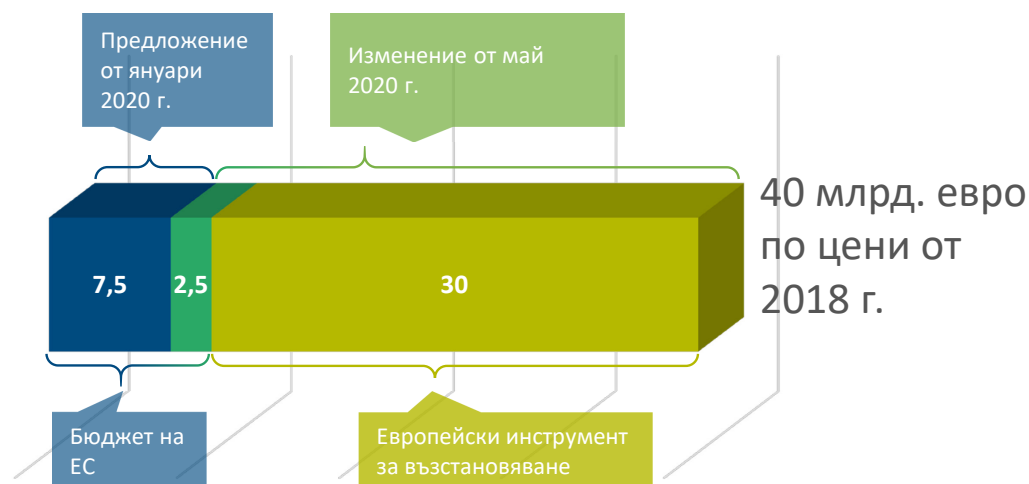 Предложение
от януари
2020 г.
Изменение от май
2020 г.
40 млрд. евро
по цени от
2018 г.
7,5
2,5
30
Бюджет на
ЕС
Европейски инструмент
за възстановяване